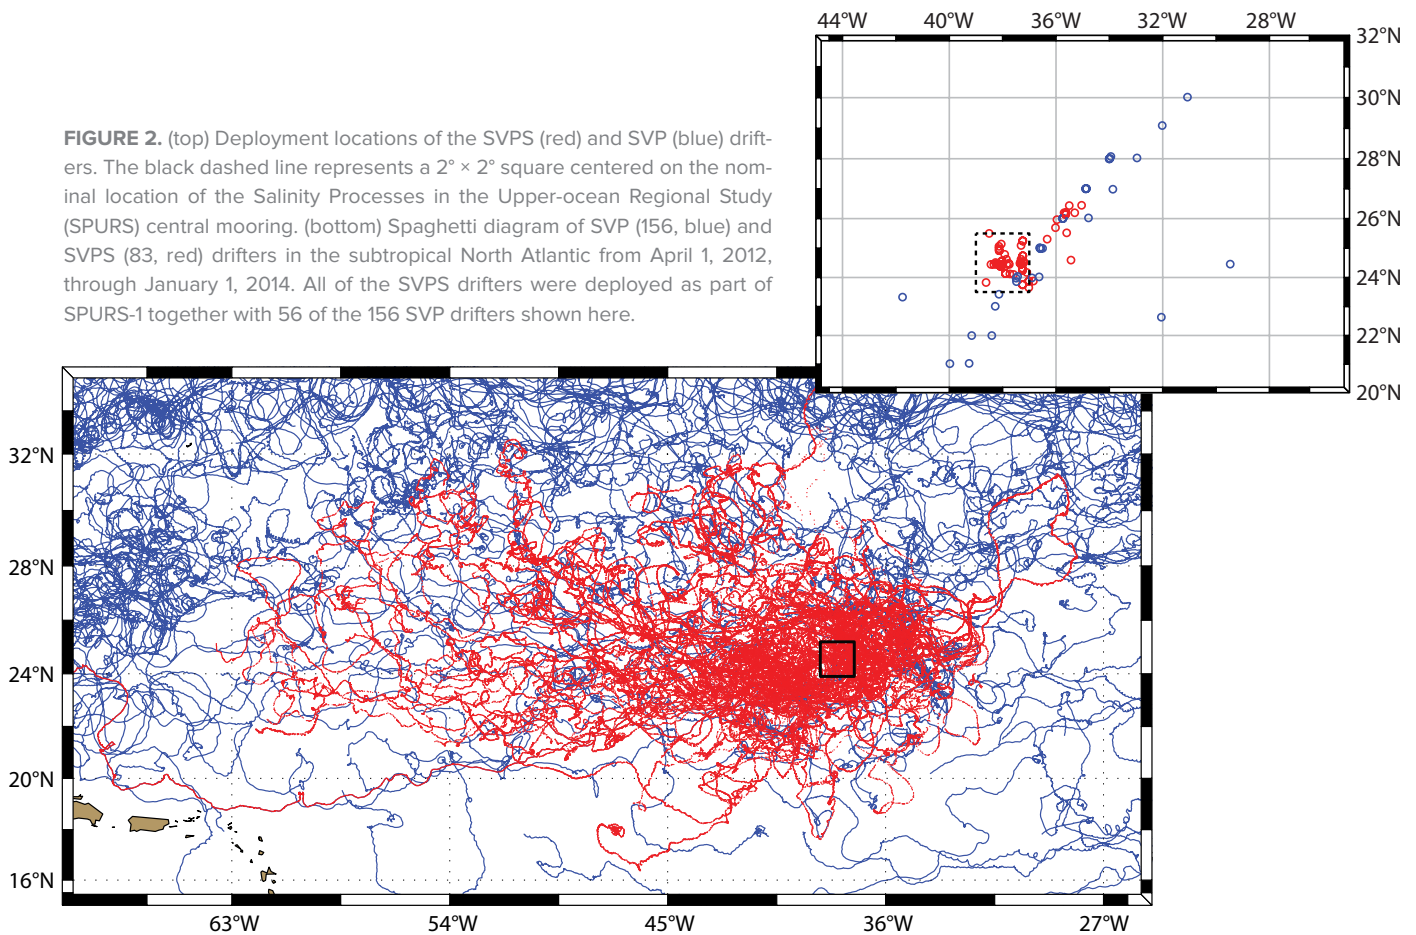 44°W 40°W 36°W 32°W 28°W
32°N
30°N
28°N
26°N
24°N
22°N
20°N
FIGURE 2. (top) Deployment locations of the SVPS (red) and SVP (blue) drift-
ers. The black dashed line represents a 2° × 2° square centered on the nom-
inal location of the Salinity Processes in the Upper-ocean Regional Study
(SPURS) central mooring. (bottom) Spaghetti diagram of SVP (156, blue) and
SVPS (83, red) drifters in the subtropical North Atlantic from April 1, 2012,
through January 1, 2014. All of the SVPS drifters were deployed as part of
SPURS-1 together with 56 of the 156 SVP drifters shown here.
32°N
28°N
24°N
20°N
16°N
63°W 54°W 45°W 36°W 27°W